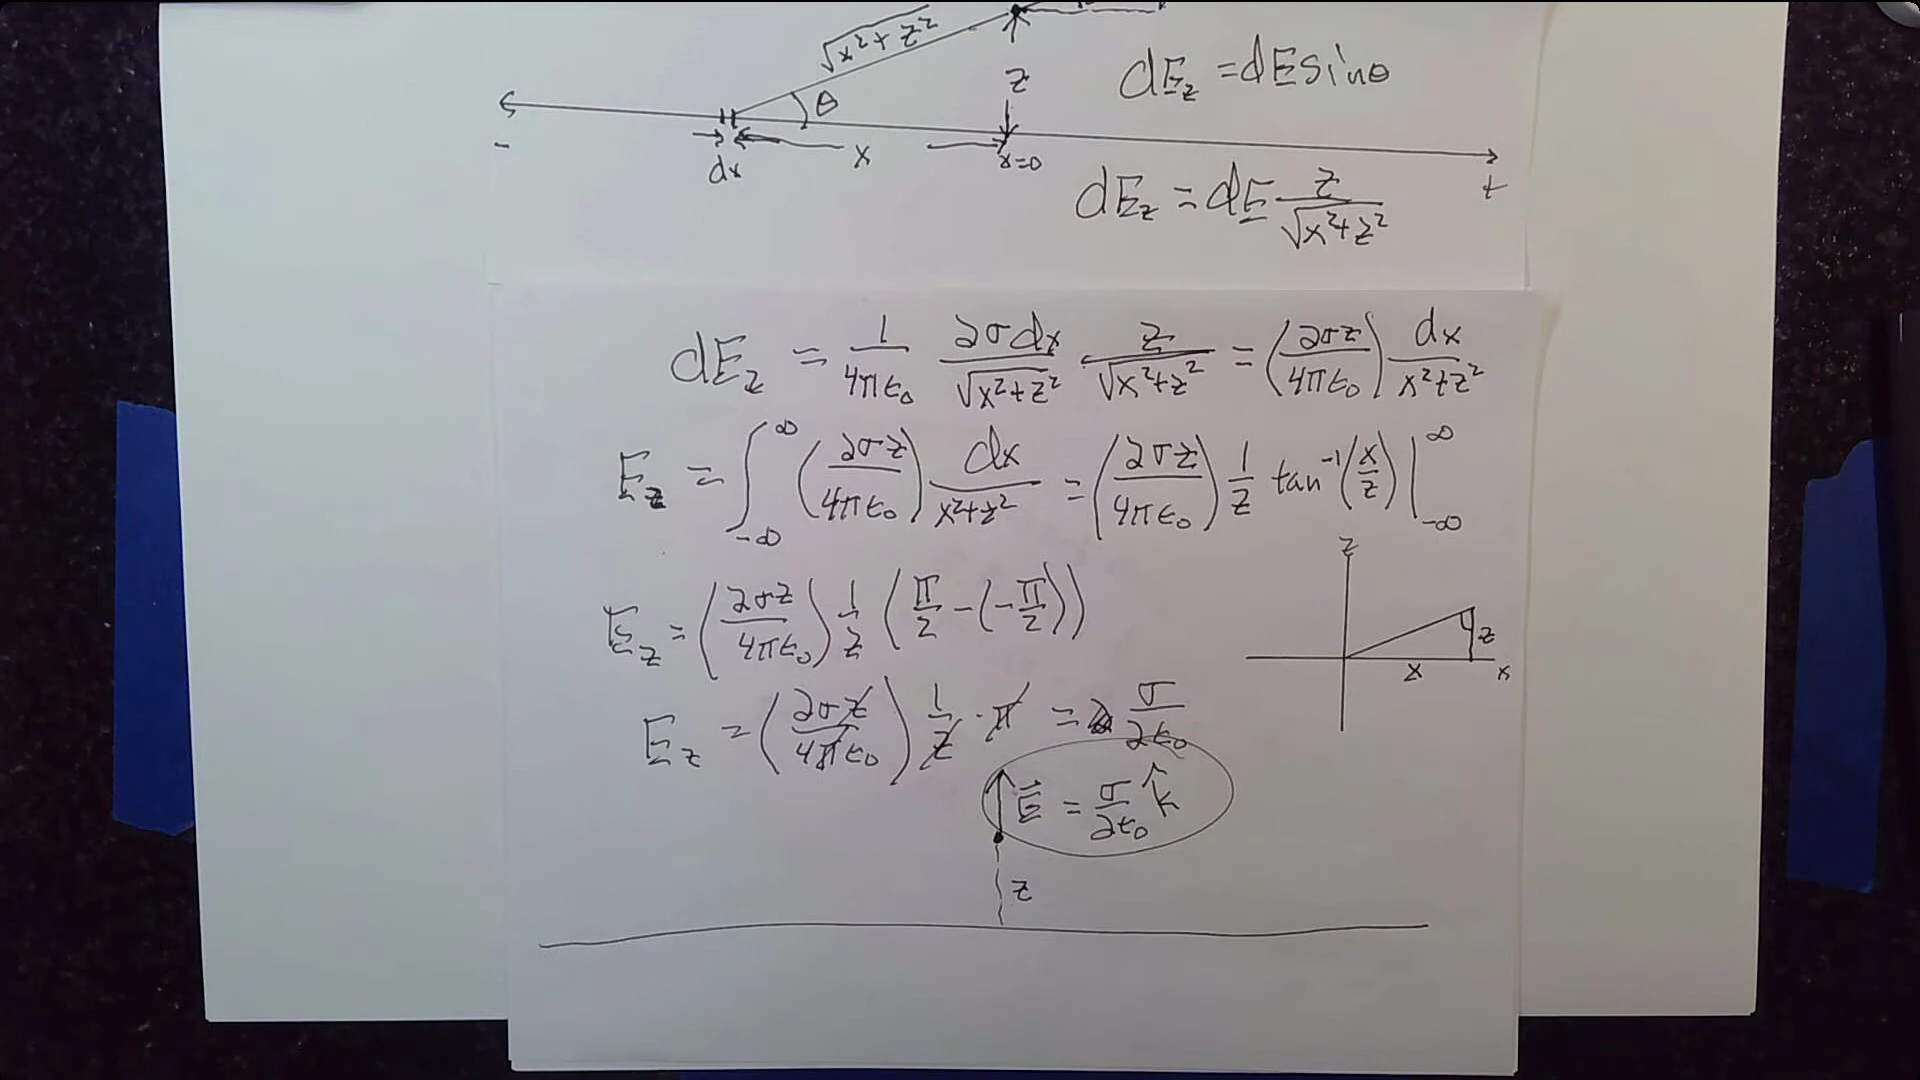 √x²+z²
dE_z = dE sinθ
z
θ
- dx x x=0 +
dE_z = dE z/√x²+z²
dE_z = 1/4πε₀ 2σdx/√x²+z² z/√x²+z² = (2σz/4πε₀) dx/x²+z²
E_z = ∫_-∞^∞ (2σz/4πε₀) dx/x²+z² = (2σz/4πε₀) 1/z tan⁻¹(x/z) |_-∞^∞
E_z = (2σz/4πε₀) 1/z (π/2 - (-π/2))
z
z
x x
E_z = (2σz/4πε₀) 1/z · π = σ/2ε₀
E⃗ = σ/2ε₀ k̂
z